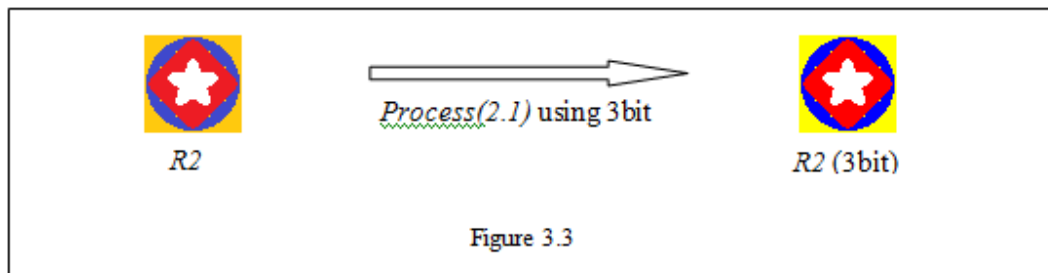 Process(2.1) using 3bit
R2
R2 (3bit)
Figure 3.3